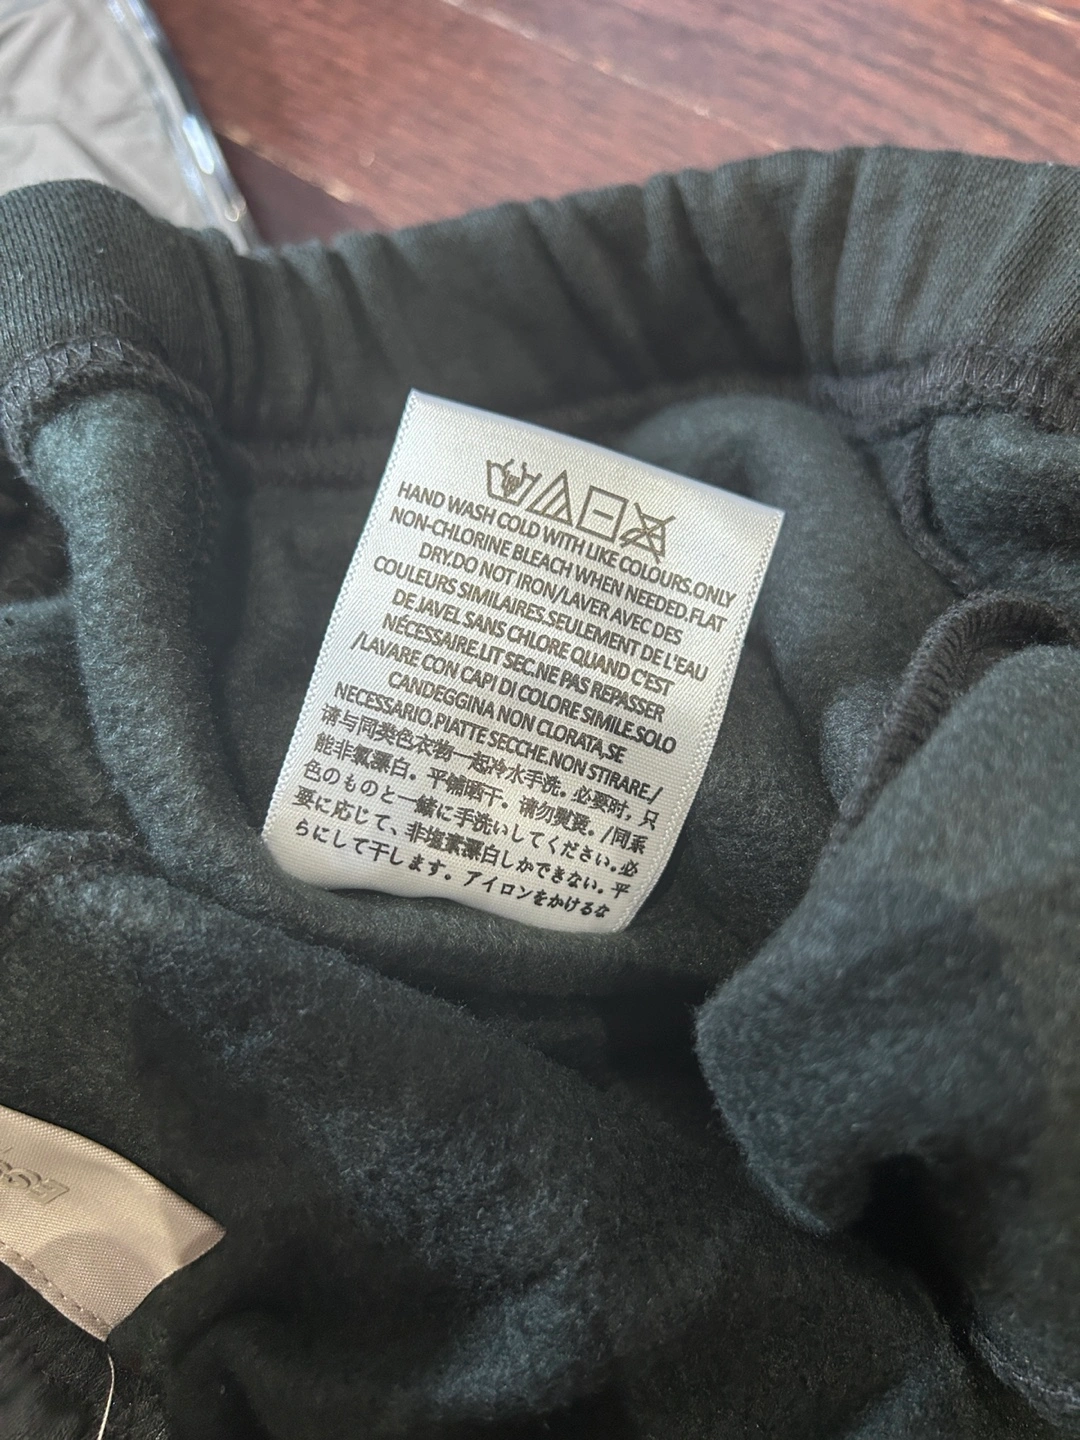 HAND WASH COLD WITH LIKE COLOURS.ONLY
NON-CHLORINE BLEACH WHEN NEEDED.FLAT
DRY.DO NOT IRON/LAVER AVEC DES
COULEURS SIMILAIRES.SEULEMENT DE L'EAU
DE JAVEL SANS CHLORE QUAND C'EST
NÉCESSAIRE.LIT SEC.NE PAS REPASSER
/LAVARE CON CAPI DI COLORE SIMILE.SOLO
CANDEGGINA NON CLORATA,SE
NECESSARIO.PIATTE SECCHE.NON STIRARE/
请与同类色衣物一起冷水手洗。必要时，只
能非氯漂白。平铺晒干。请勿熨烫。/同系
色のものと一緒に手洗いしてください。必
要に応じて、非塩素漂白しかできない。平
らにして干します。アイロンをかけるな